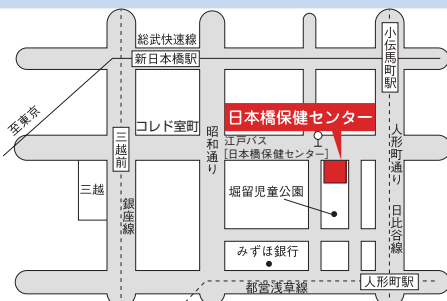 総武快速線
新日本橋駅
小伝馬町駅
至東京
日本橋保健センター
コレド室町
江戸バス
[日本橋保健センター]
三越前
昭和通り
人形町通り
三越
堀留児童公園
銀座線
日比谷線
みずほ銀行
都営浅草線
人形町駅